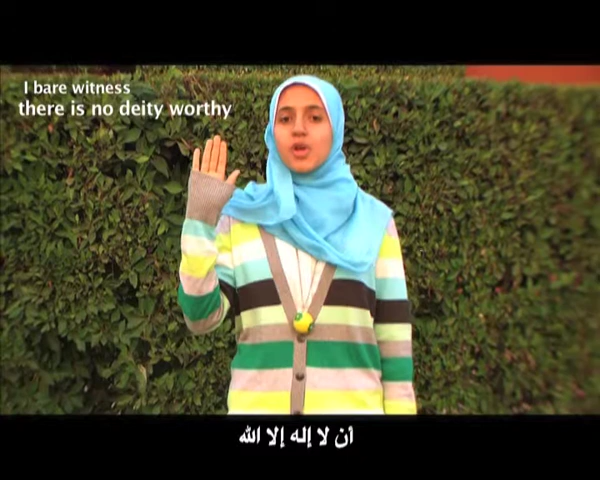 I bare witness
there is no deity worthy
أن لا إله إلا الله